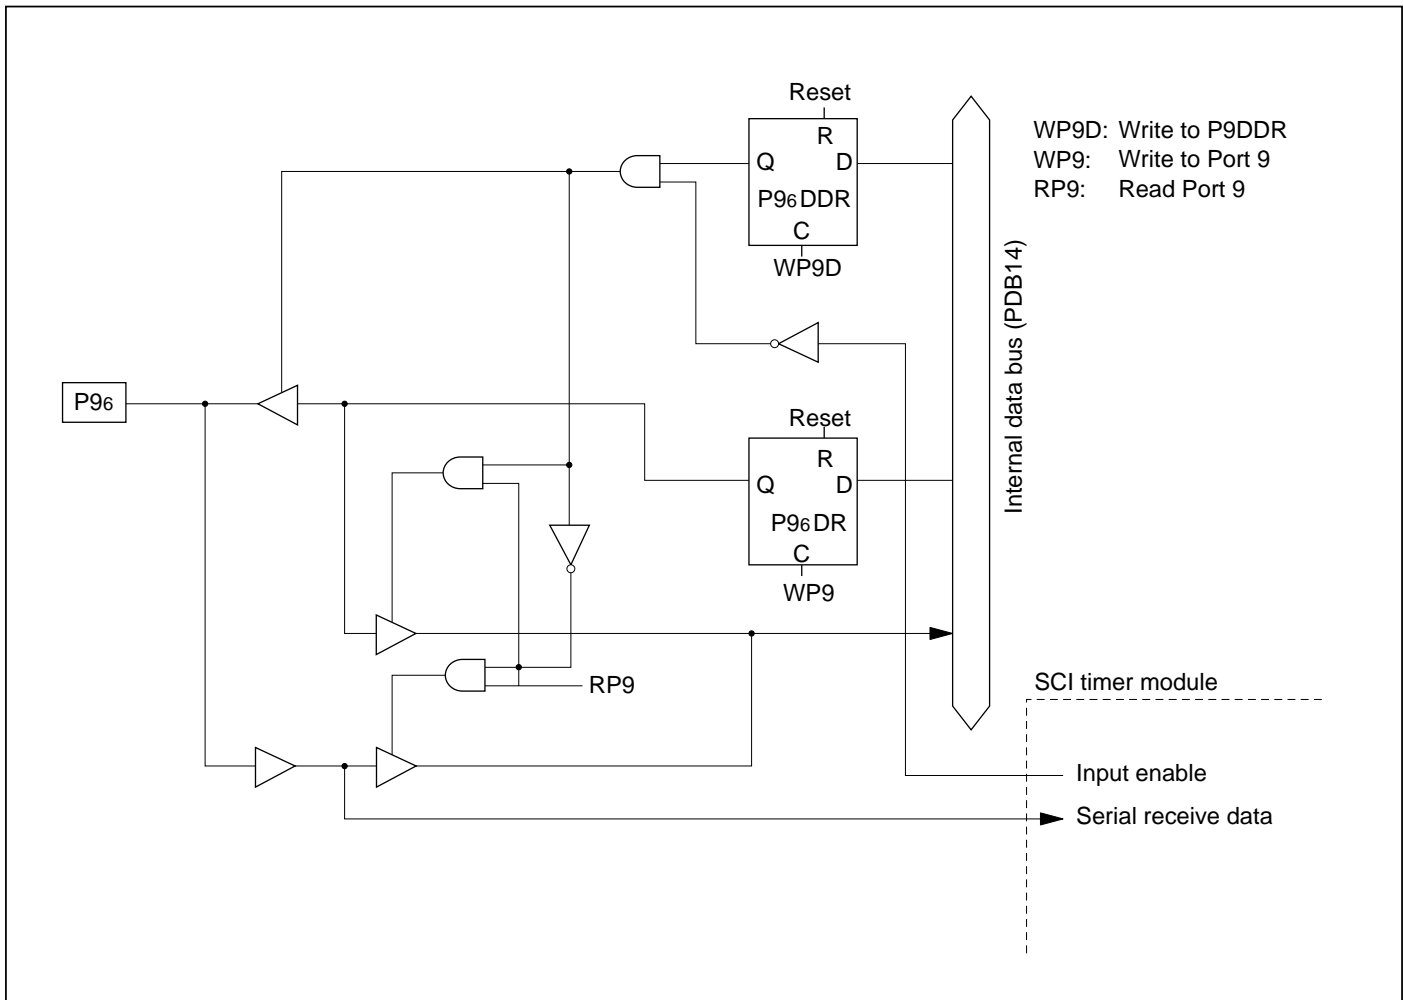 Reset
R
Q
D
P96 DDR
C
WP9D
WP9D: Write to P9DDR
WP9: Write to Port 9
RP9: Read Port 9
Internal data bus (PDB14)
P96
Reset
R
Q
D
P96 DR
C
WP9
RP9
SCI timer module
Input enable
Serial receive data